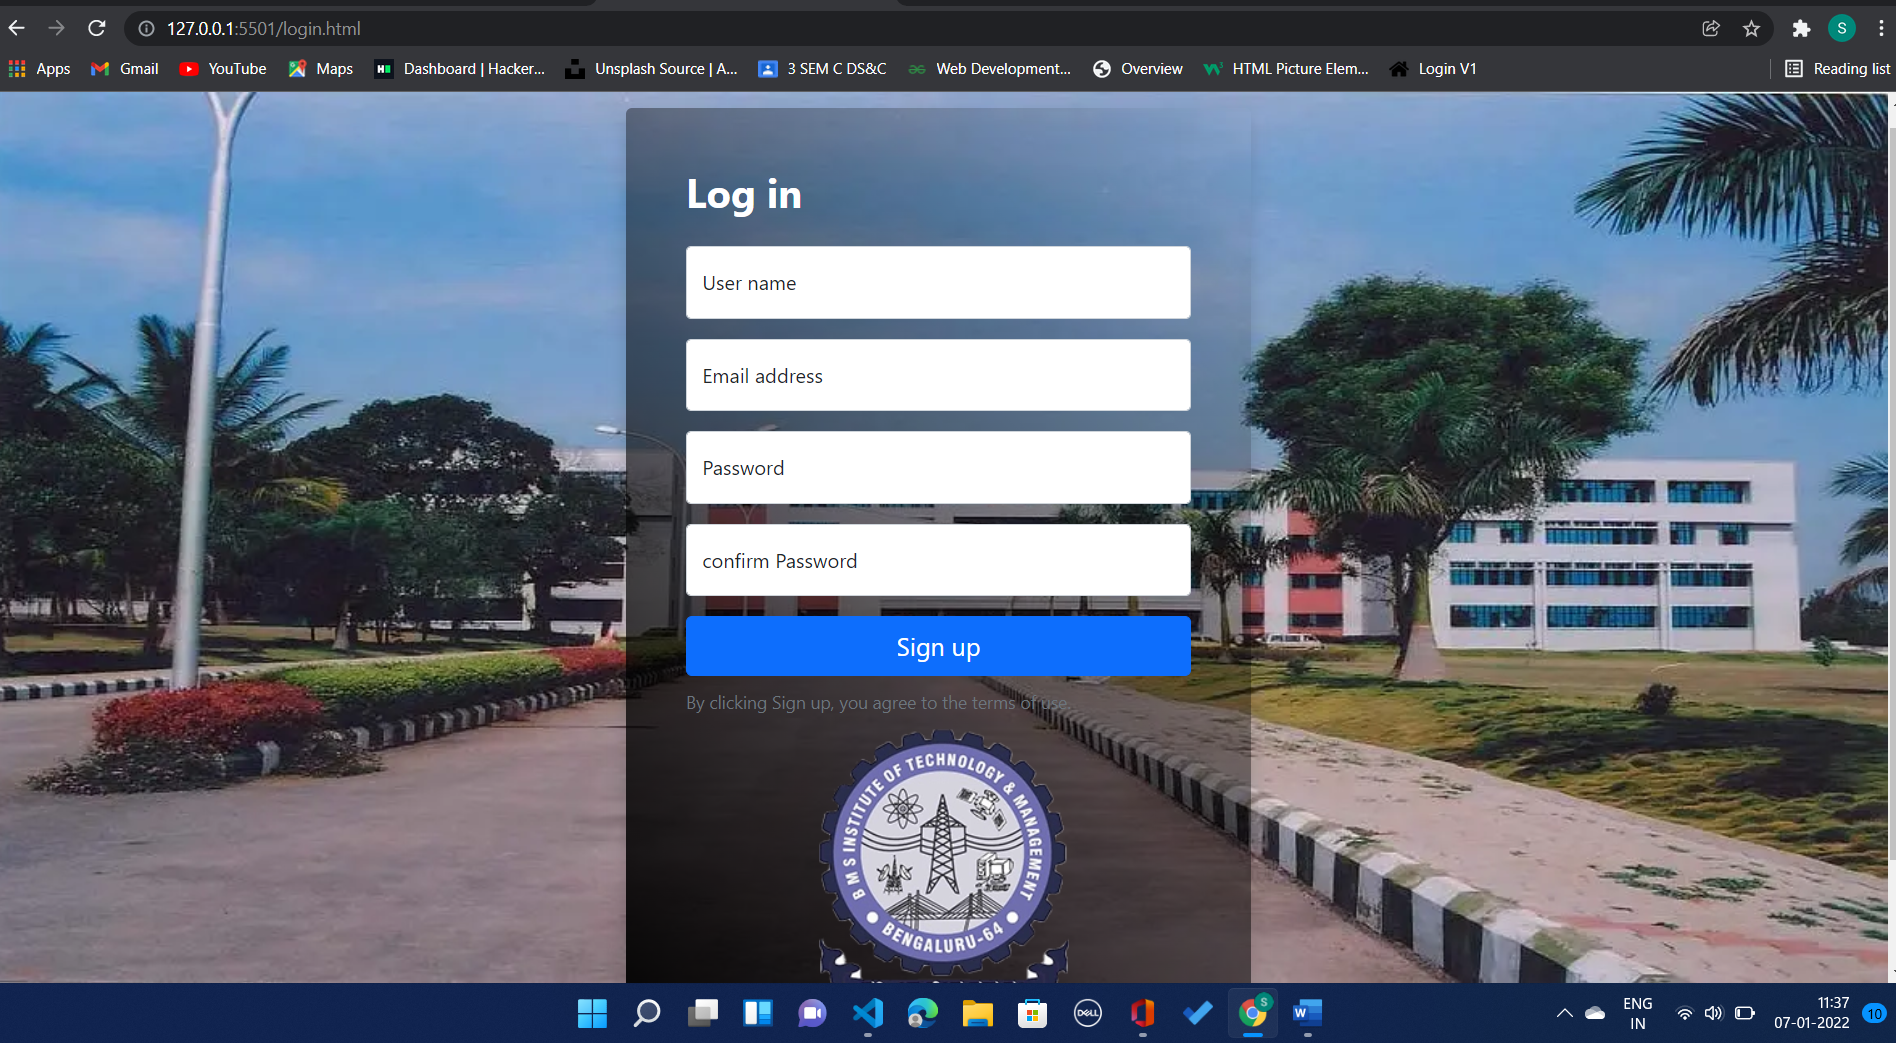 127.0.0.1:5501/login.html
S
Apps
Gmail
YouTube
Maps
Dashboard | Hacker...
Unsplash Source | A...
3 SEM C DS&C
Web Development...
Overview
HTML Picture Elem...
Login V1
Reading list
Log in
User name
Email address
Password
confirm Password
Sign up
By clicking Sign up, you agree to the terms of use.
B M S INSTITUTE OF TECHNOLOGY & MANAGEMENT
BENGALURU-64
DELL
S
W
ENG
IN
11:37
07-01-2022
10